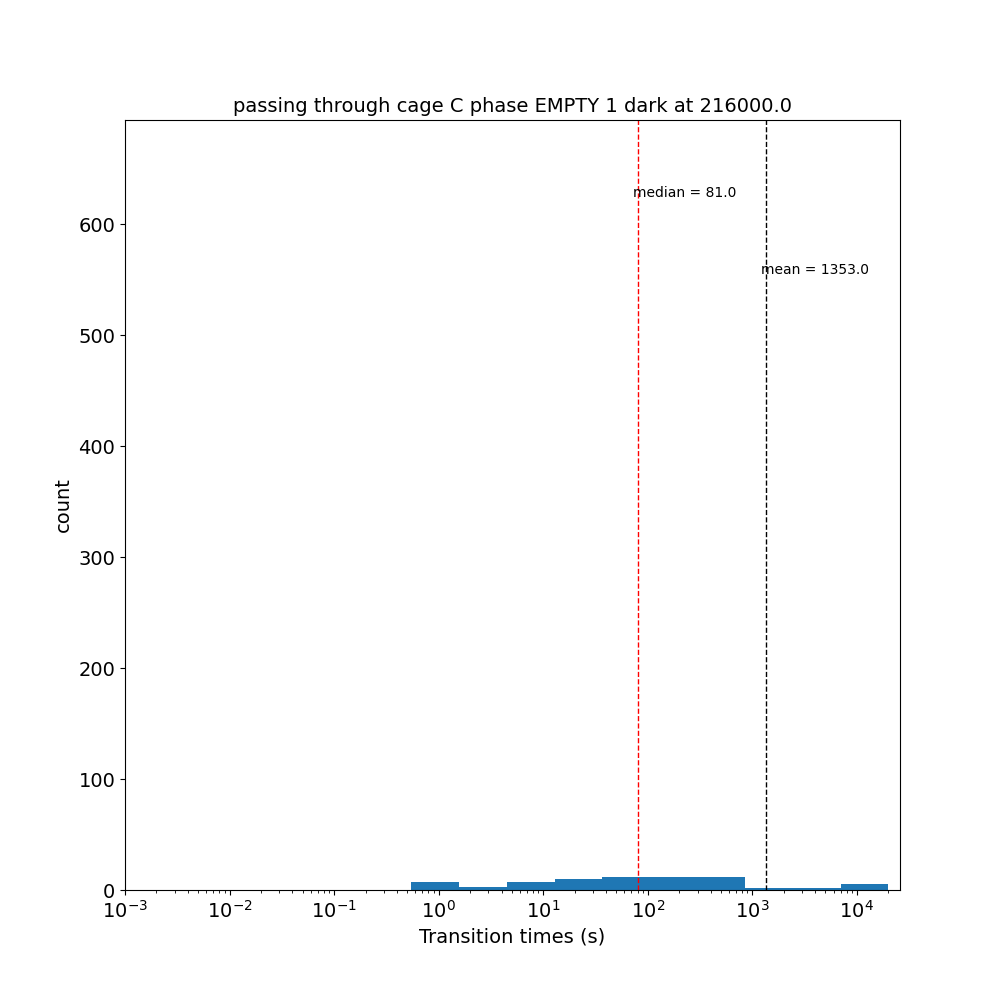 passing through cage C phase EMPTY 1 dark at 216000.0
median = 81.0
mean = 1353.0
count
600
500
400
300
200
100
0
10⁻³ 10⁻² 10⁻¹ 10⁰ 10¹ 10² 10³ 10⁴
Transition times (s)